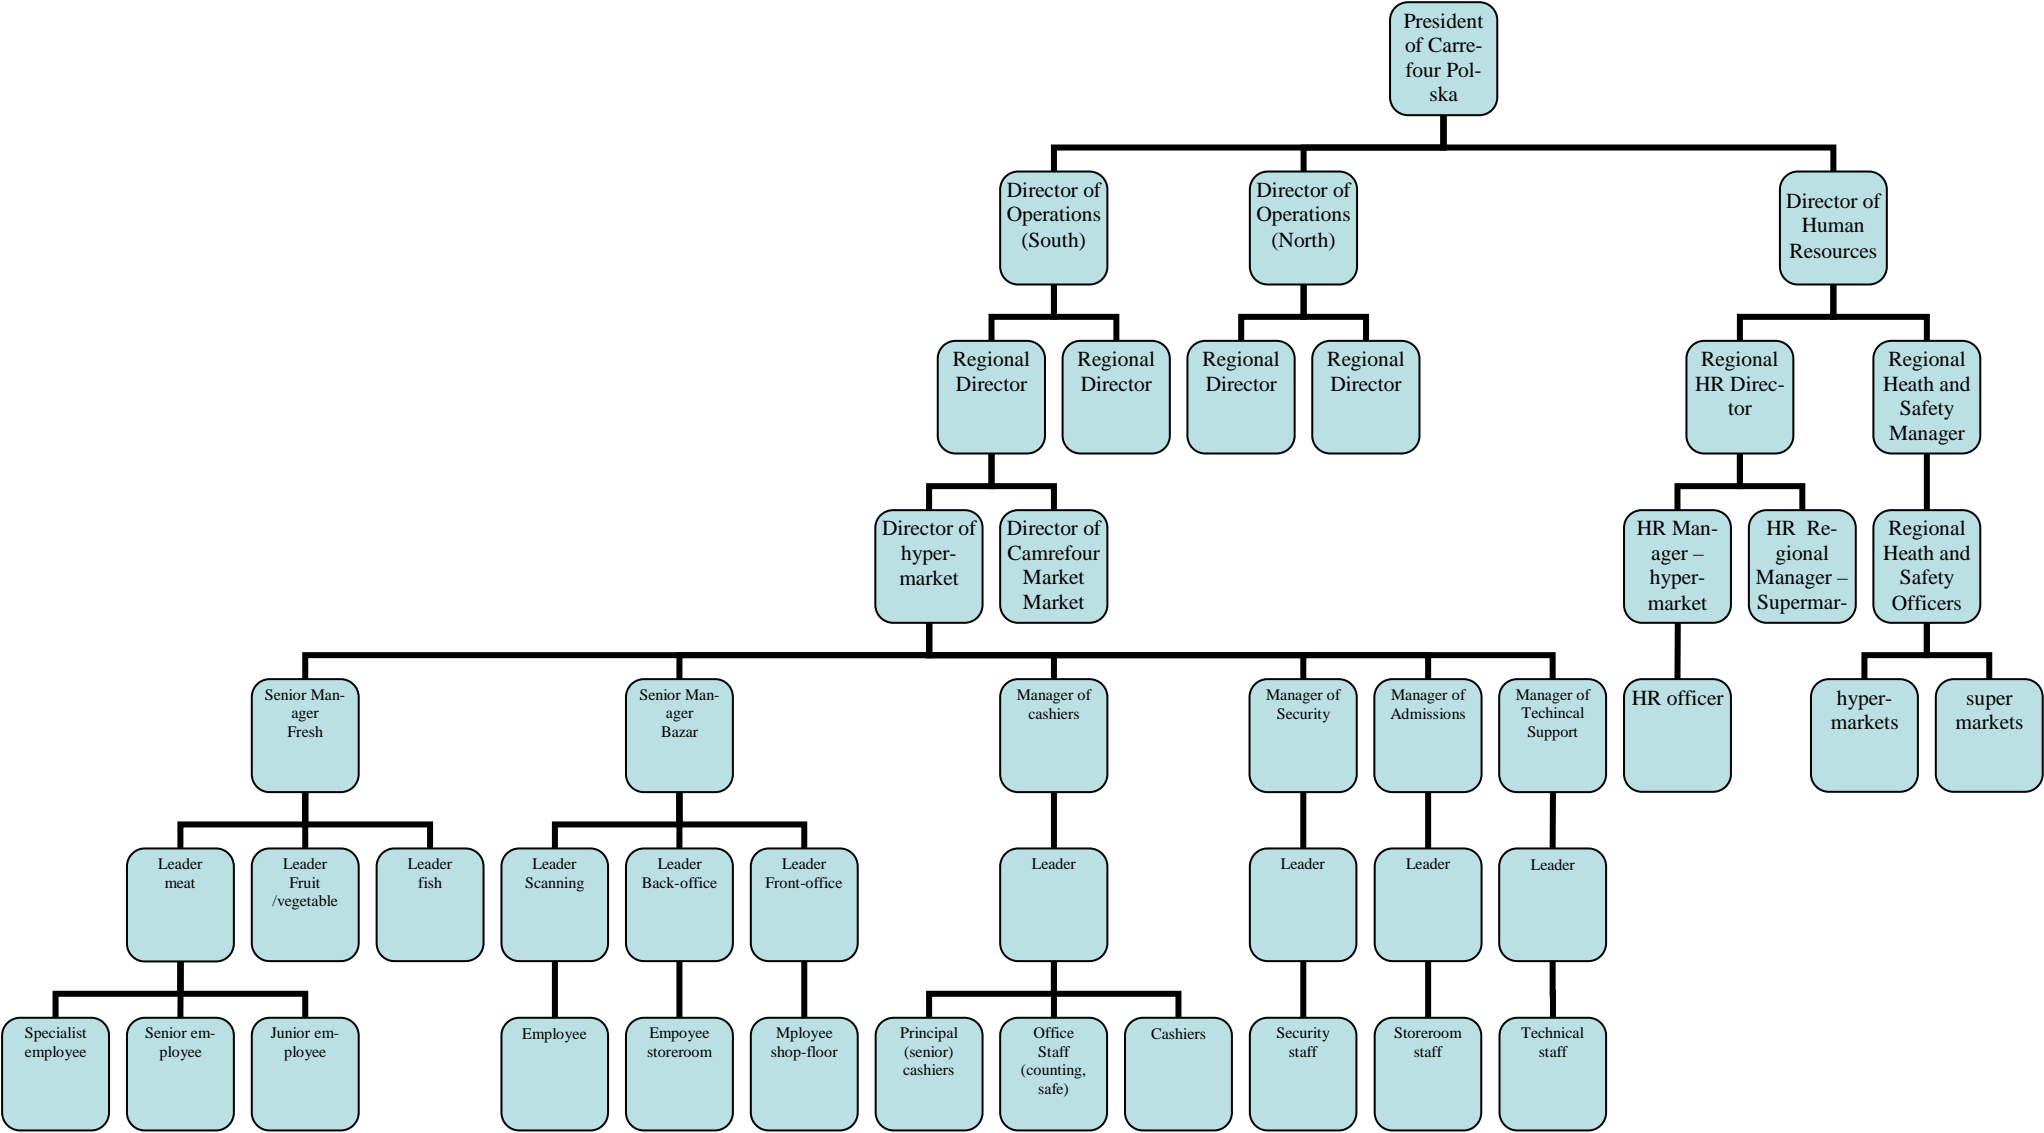 President
of Carre-
four Pol-
ska
Director of
Operations
(South)
Director of
Operations
(North)
Director of
Human
Resources
Regional
Director
Regional
Director
Regional
Director
Regional
Director
Regional
HR Direc-
tor
Regional
Heath and
Safety
Manager
Director of
hyper-
market
Director of
Camrefour
Market
Market
HR Man-
ager –
hyper-
market
HR Re-
gional
Manager –
Supermar-
Regional
Heath and
Safety
Officers
Senior Man-
ager
Fresh
Senior Man-
ager
Bazar
Manager of
cashiers
Manager of
Security
Manager of
Admissions
Manager of
Techincal
Support
HR officer
hyper-
markets
super
markets
Leader
meat
Leader
Fruit
/vegetable
Leader
fish
Leader
Scanning
Leader
Back-office
Leader
Front-office
Leader
Leader
Leader
Leader
Specialist
employee
Senior em-
ployee
Junior em-
ployee
Employee
Empoyee
storeroom
Mployee
shop-floor
Principal
(senior)
cashiers
Office
Staff
(counting,
safe)
Cashiers
Security
staff
Storeroom
staff
Technical
staff